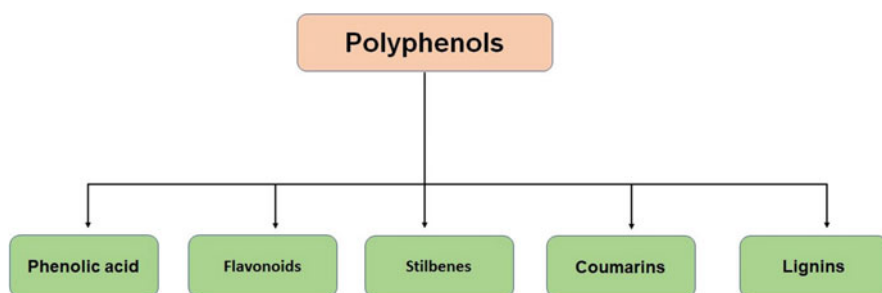 Polyphenols
Phenolic acid
Flavonoids
Stilbenes
Coumarins
Lignins